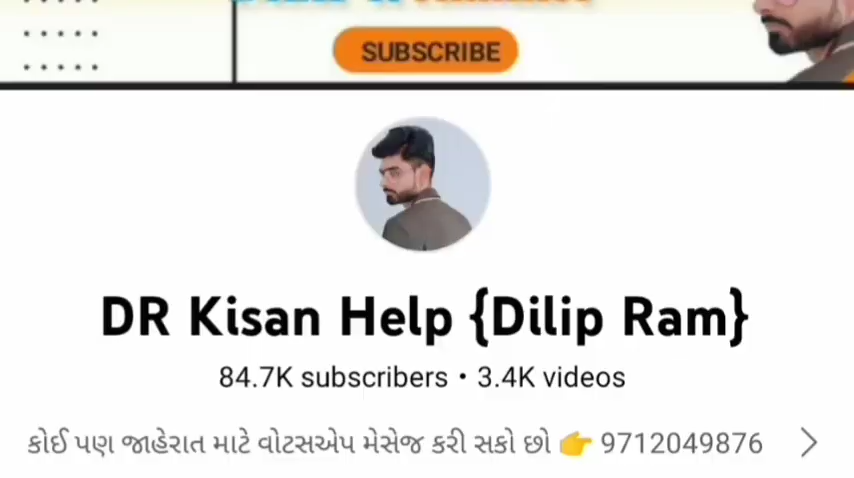 SUBSCRIBE
DR Kisan Help {Dilip Ram}
84.7K subscribers • 3.4K videos
કોઈ પણ જાહેરાત માટે વોટસએપ મેસેજ કરી સકો છો 👉 9712049876